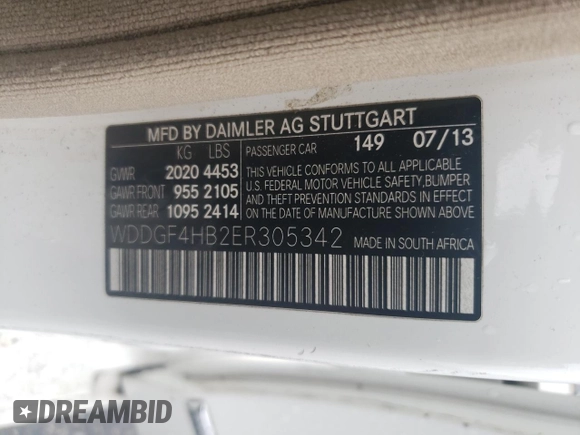 MFD BY DAIMLER AG STUTTGART
KG LBS PASSENGER CAR 149 07/13
GVWR 2020 4453
GAWR FRONT 955 2105
GAWR REAR 1095 2414
THIS VEHICLE CONFORMS TO ALL APPLICABLE
U.S. FEDERAL MOTOR VEHICLE SAFETY, BUMPER
AND THEFT PREVENTION STANDARDS ON THE DATE
OF MANUFACTURE SHOWN ABOVE.
WDDGF4HB2ER305342 MADE IN SOUTH AFRICA
DREAMBID